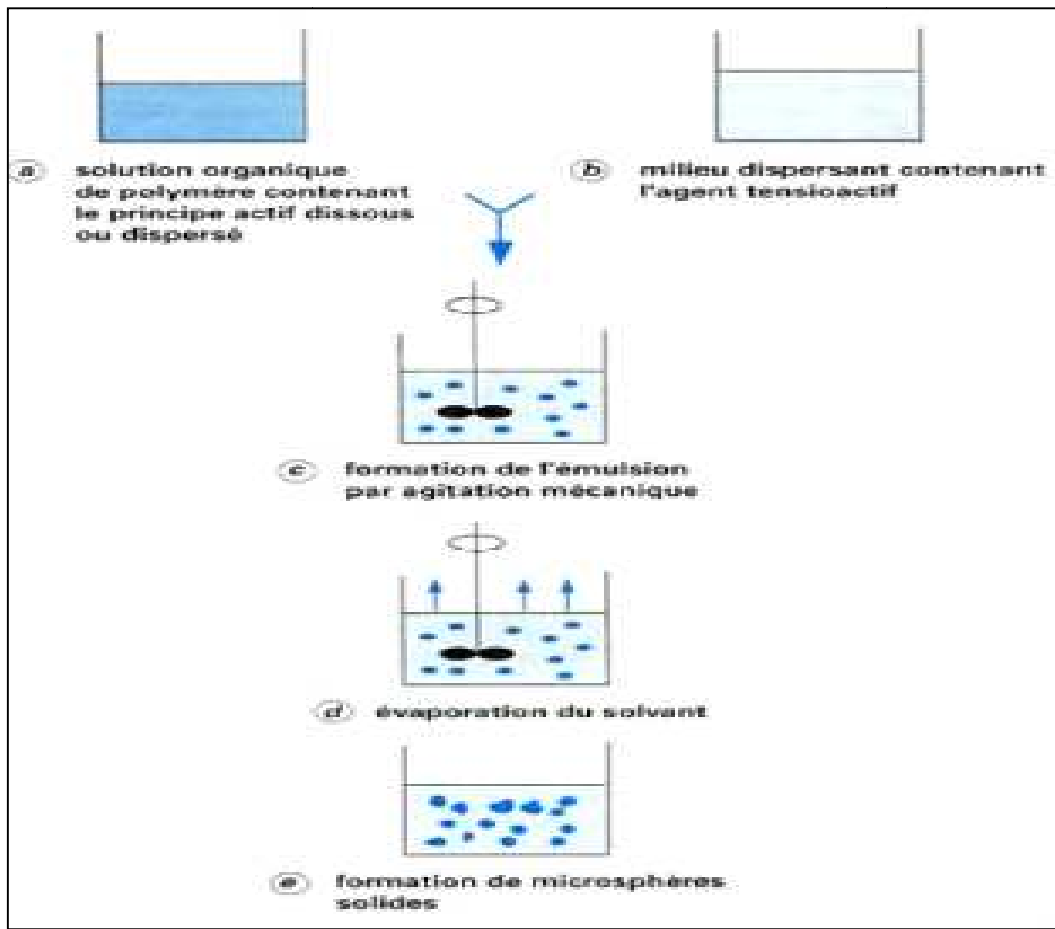 a solution organique
de polymère contenant
le principe actif dissous
ou dispersé
b milieu dispersant contenant
l'agent tensioactif
c formation de l'émulsion
par agitation mécanique
d évaporation du solvant
e formation de microsphères
solides